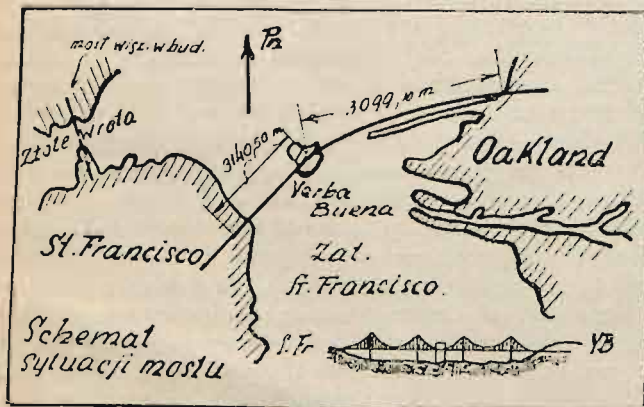 most wisz. w bud.
Pn
3099,10 m
Złote wrota
3140,50 m
Oakland
Yerba
Buena
St. Francisco
Zat.
fr. Francisco.
Schemat
sytuacji mostu
S.Fr
YB